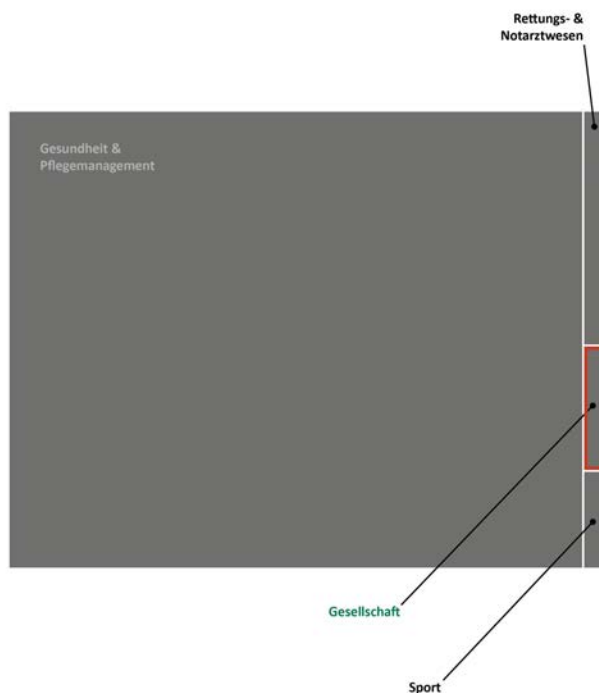 Rettungs- &
Notarztwesen
Gesundheit &
Pflegemanagement
Gesellschaft
Sport